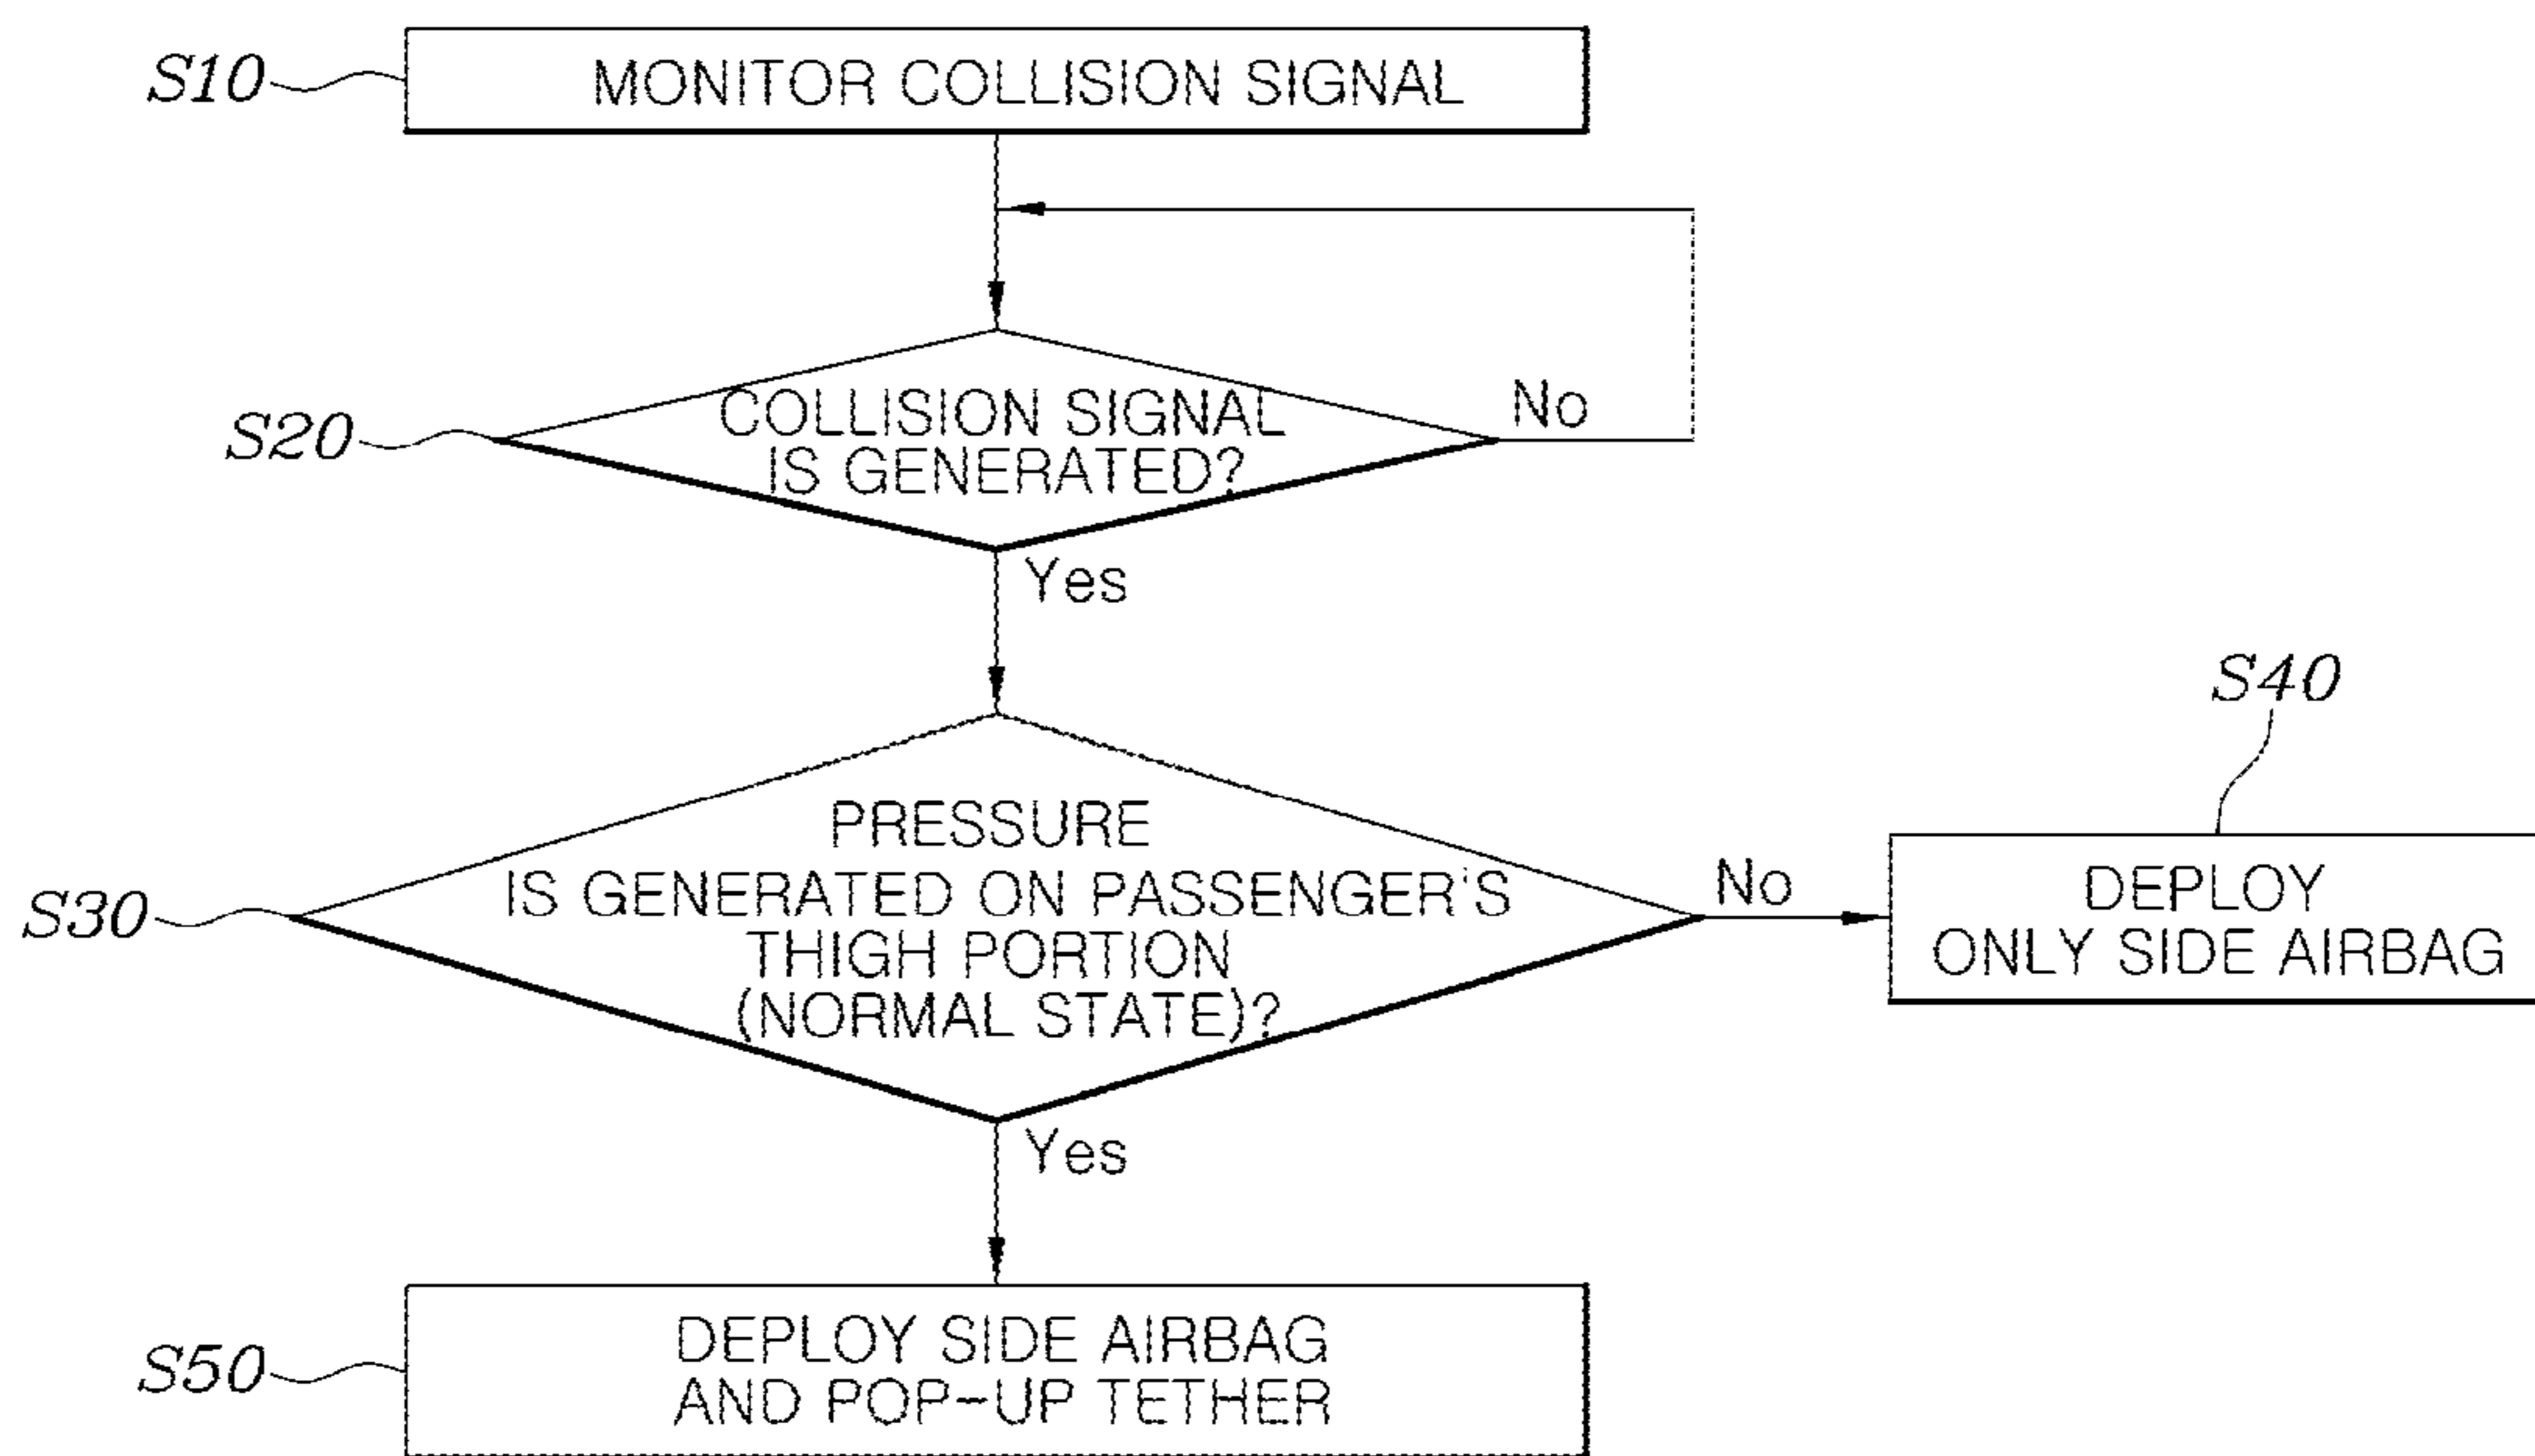 S10
MONITOR COLLISION SIGNAL
S20
COLLISION SIGNAL
IS GENERATED?
No
Yes
S30
PRESSURE
IS GENERATED ON PASSENGER'S
THIGH PORTION
(NORMAL STATE)?
No
S40
DEPLOY
ONLY SIDE AIRBAG
Yes
S50
DEPLOY SIDE AIRBAG
AND POP-UP TETHER